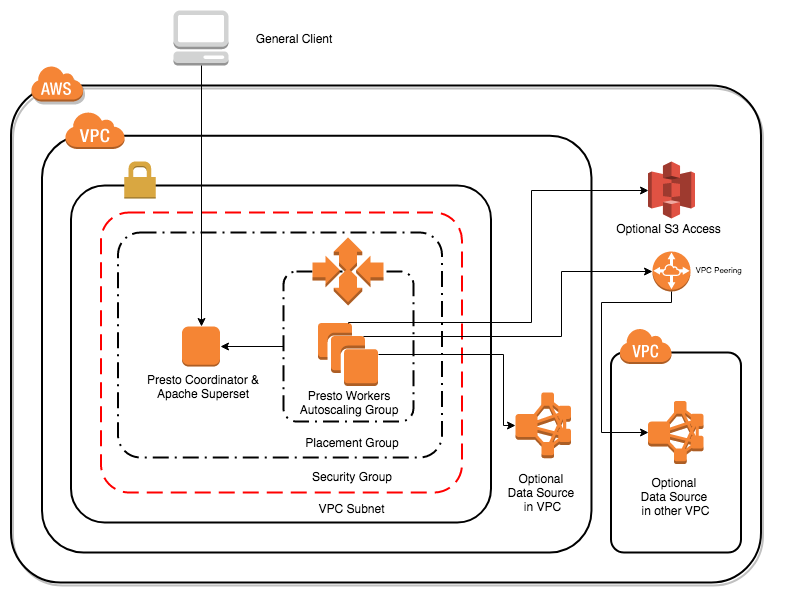 General Client
AWS
VPC
Optional S3 Access
VPC Peering
VPC
Presto Coordinator &
Apache Superset
Presto Workers
Autoscaling Group
Placement Group
Security Group
VPC Subnet
Optional
Data Source
in VPC
Optional
Data Source
in other VPC